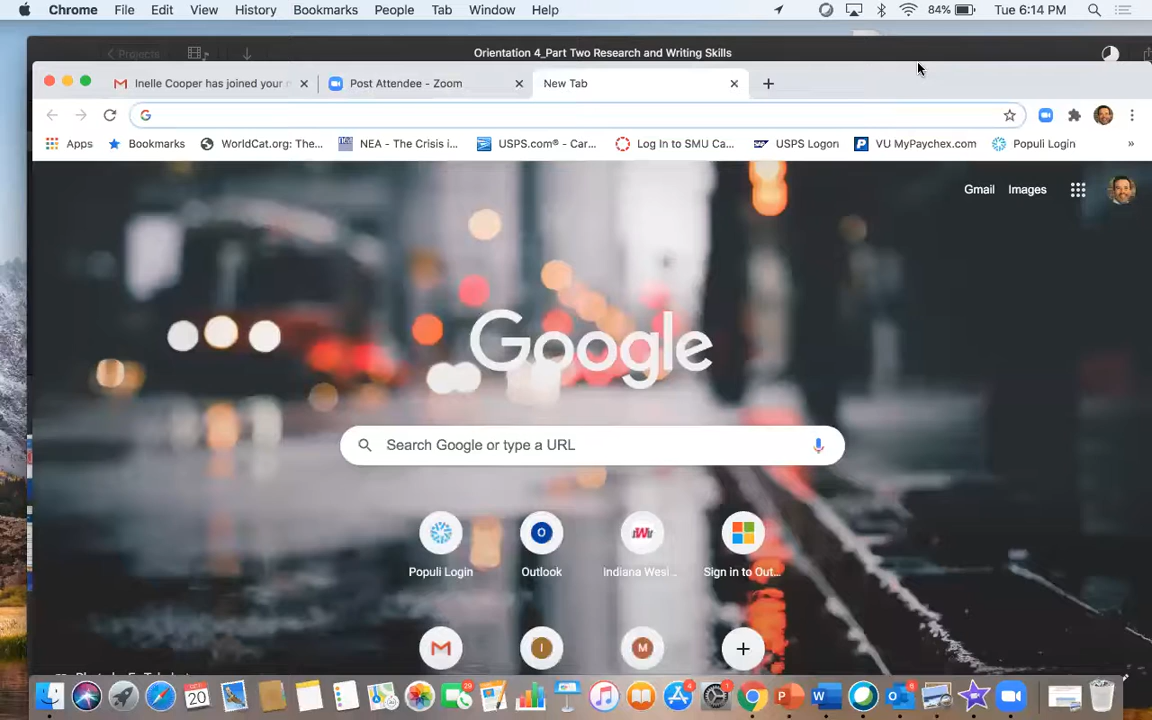 Chrome File Edit View History Bookmarks People Tab Window Help 84% Tue 6:14 PM
Projects Orientation 4_Part Two Research and Writing Skills
Inelle Cooper has joined your m Post Attendee - Zoom New Tab
Apps Bookmarks WorldCat.org: The... NEA - The Crisis i... USPS.com® - Car... Log In to SMU Ca... USPS Logon VU MyPaychex.com Populi Login »
Gmail Images
Google
Search Google or type a URL
Populi Login Outlook Indiana Wesl... Sign in to Out...